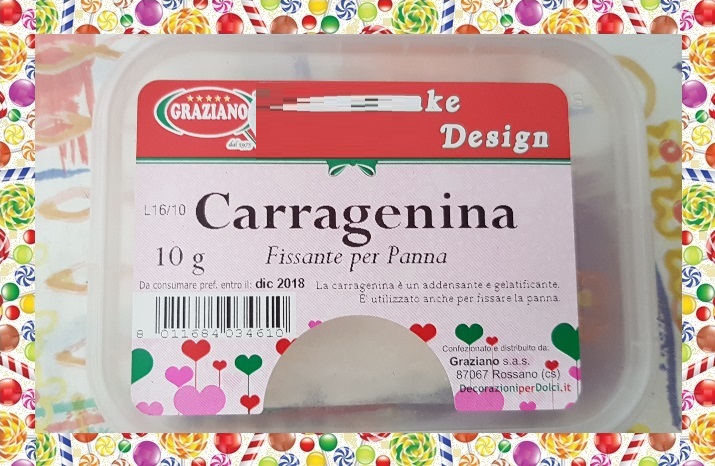 GRAZIANO
dal 1975
ke
Design
L16/10
Carragenina
10 g
Fissante per Panna
Da consumare pref. entro il: dic 2018
La carragenina è un addensante e gelatificante.
E' utilizzato anche per fissare la panna.
8 011684 034610
Confezionato e distribuito da:
Graziano s.a.s.
87067 Rossano (cs)
DecorazioniperDolci.it